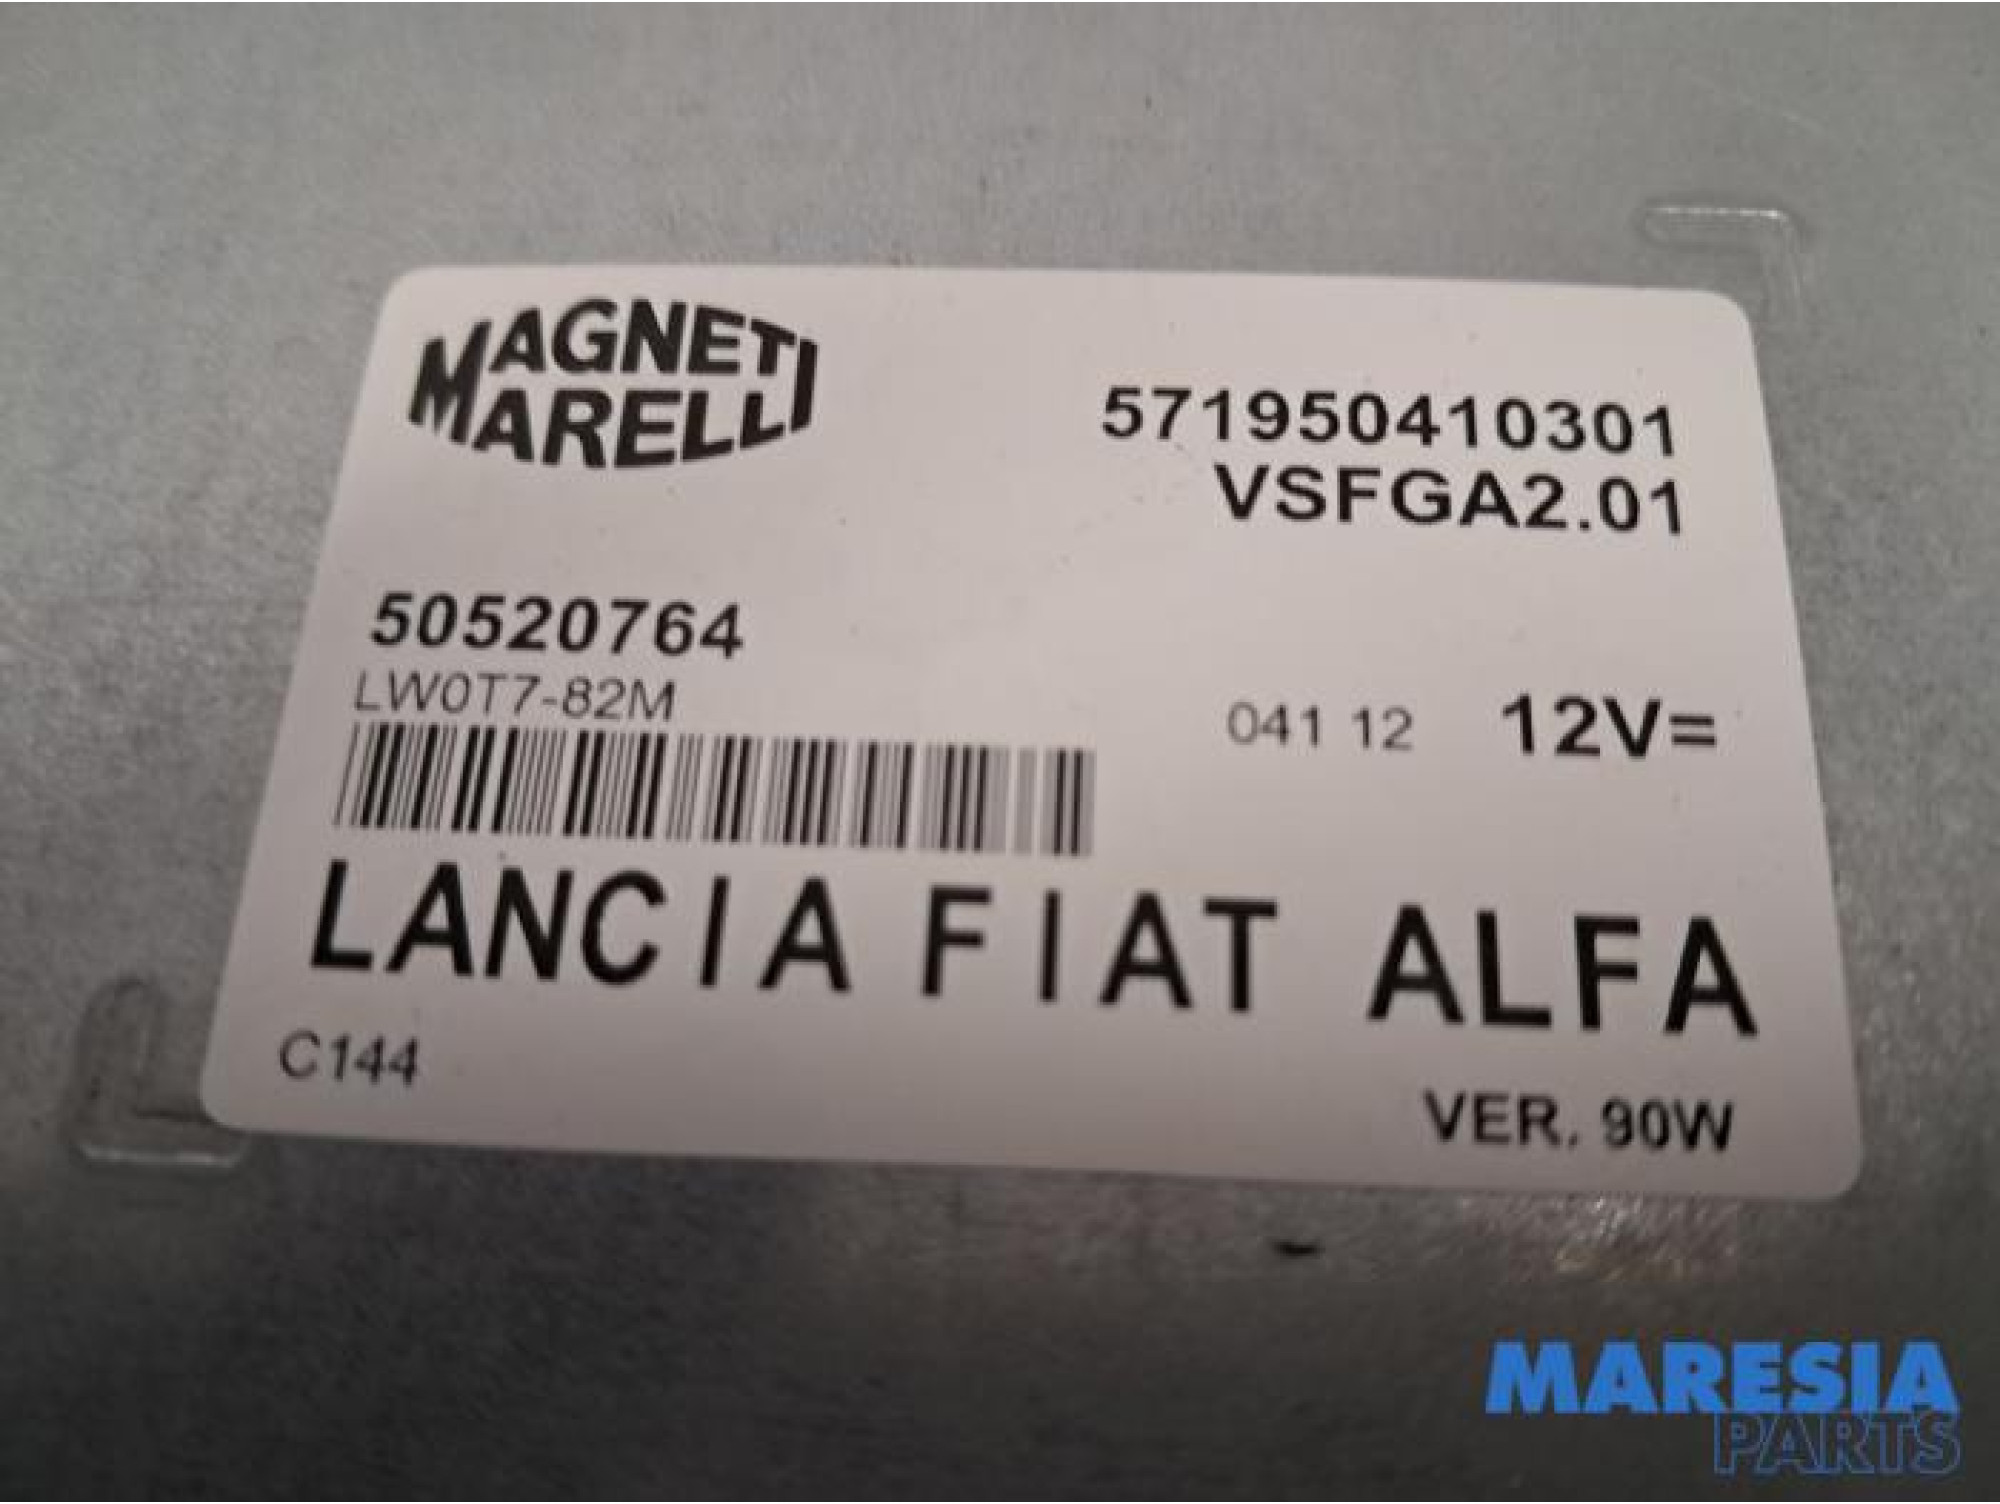 MAGNETI
MARELLI
571950410301
VSFGA2.01
50520764
LW0T7-82M
041 12 12V=
LANCIA FIAT ALFA
C144
VER. 90W
MARESIA
PARTS